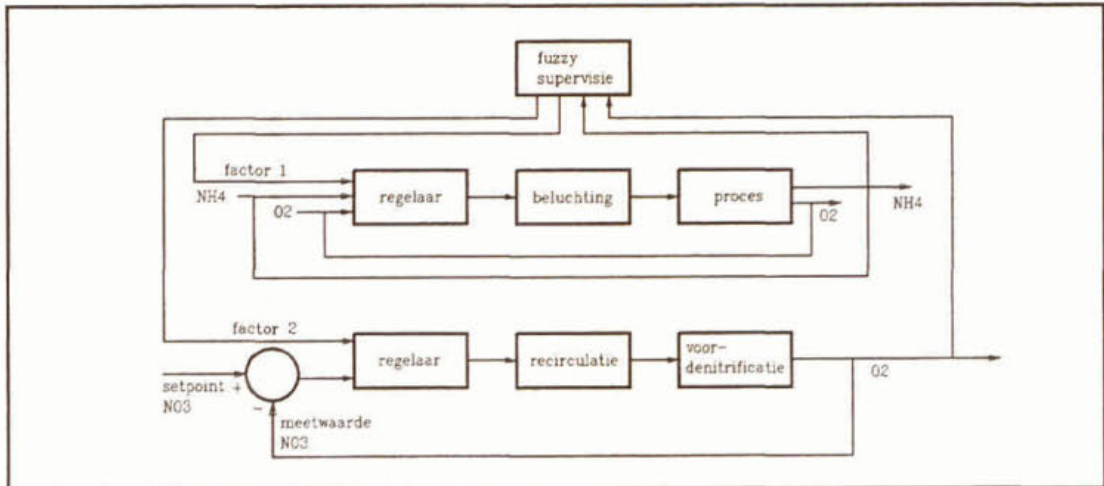 fuzzy
supervisie
factor 1
NH4
O2
regelaar
beluchting
proces
O2
NH4
factor 2
setpoint +
NO3
-
meetwaarde
NO3
regelaar
recirculatie
voor-
denitrificatie
O2